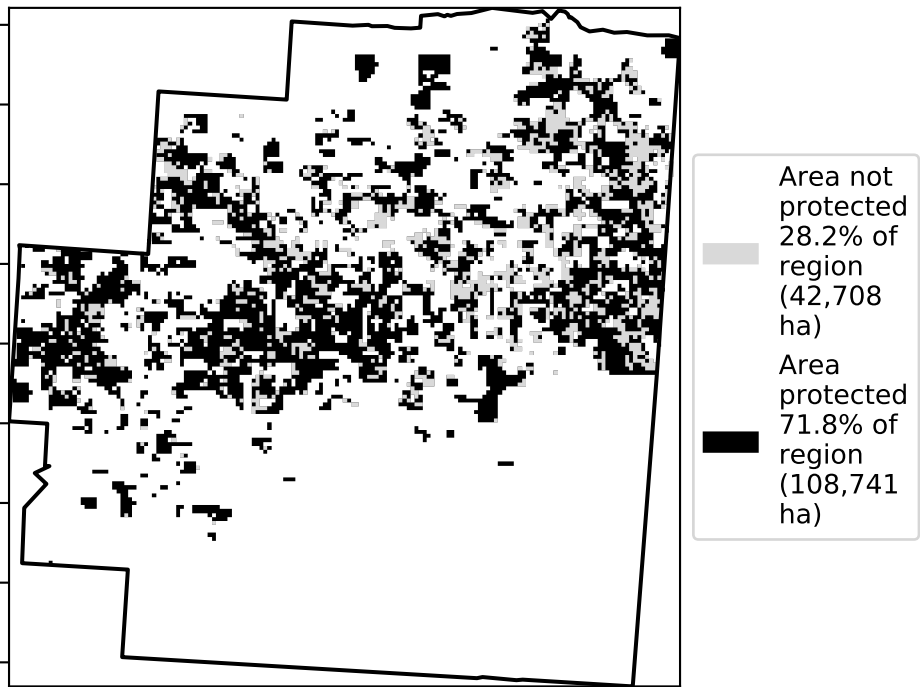 Area not
protected
28.2% of
region
(42,708
ha)
Area
protected
71.8% of
region
(108,741
ha)